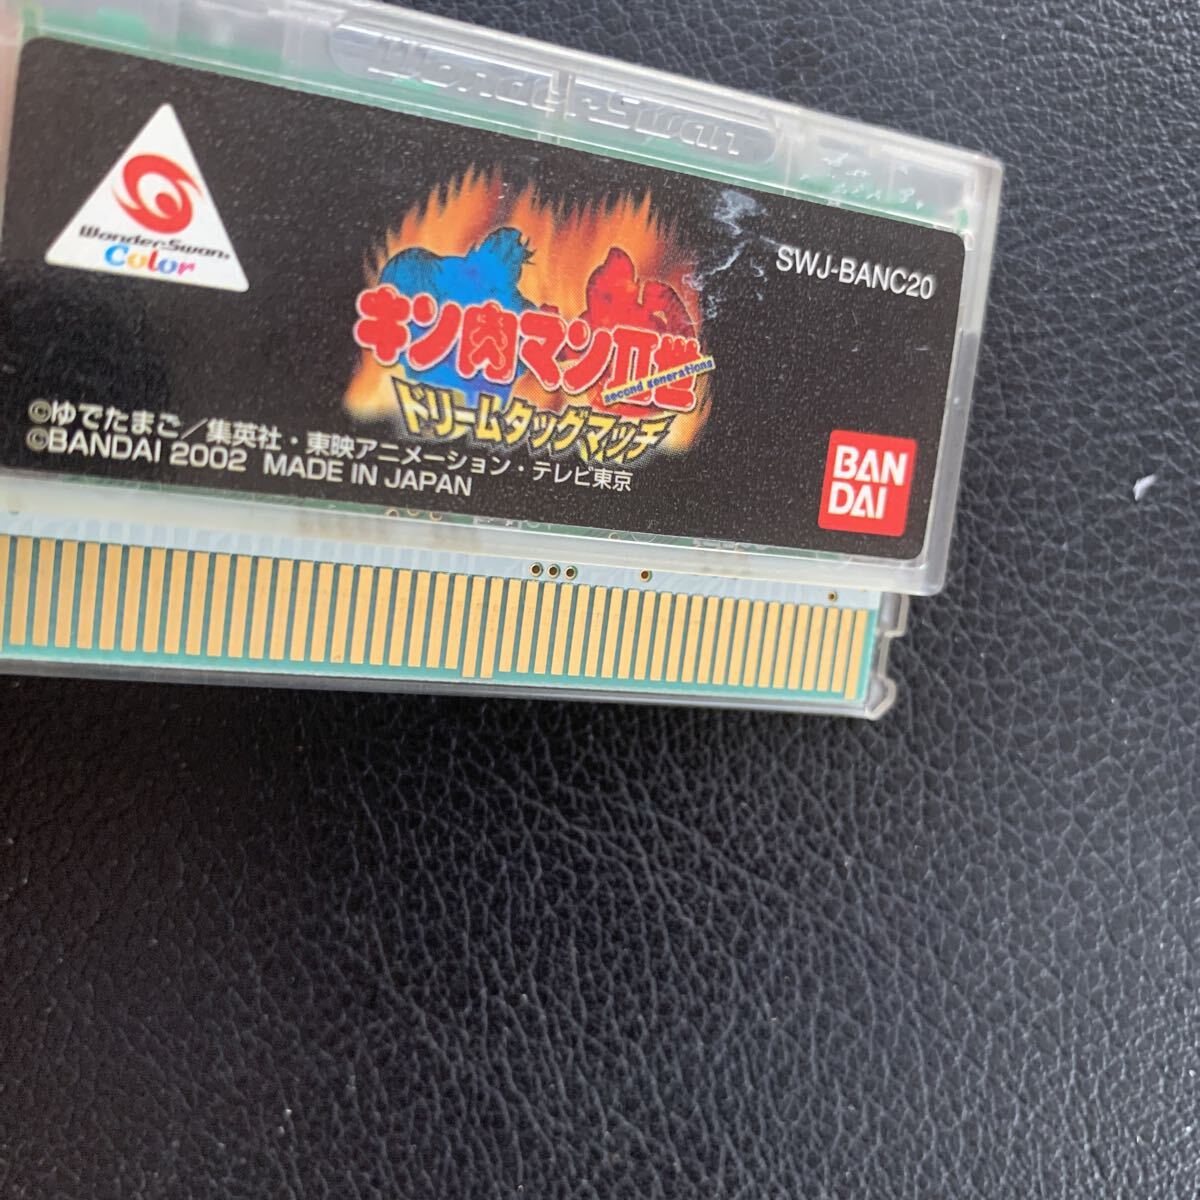 WonderSwan
WonderSwan
Color
SWJ-BANC20
キン肉マンⅡ世
second generations
ドリームタッグマッチ
©ゆでたまご／集英社・東映アニメーション・テレビ東京
©BANDAI 2002 MADE IN JAPAN
BAN
DAI